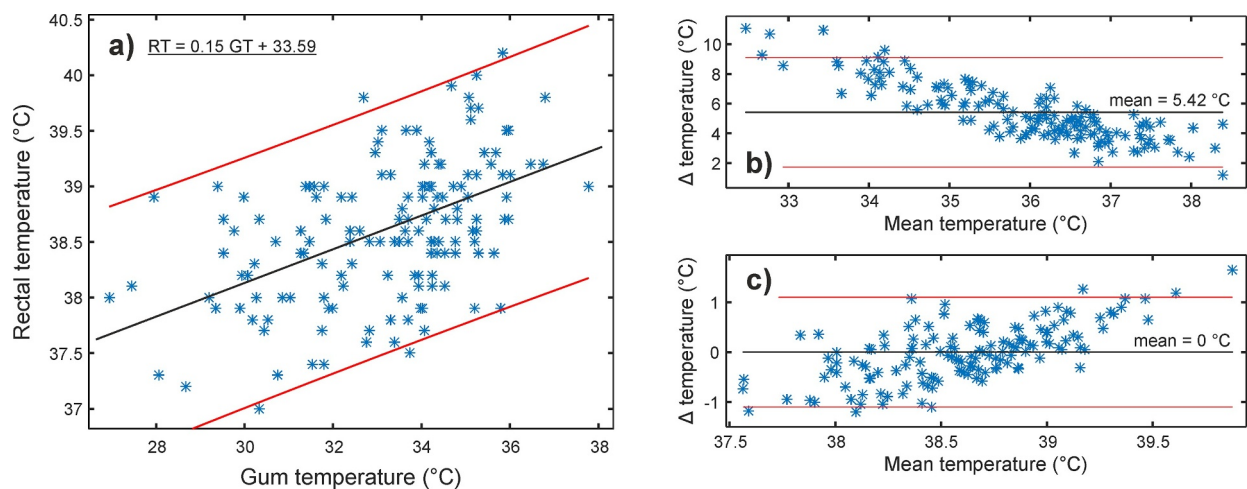 a) RT = 0.15 GT + 33.59
Rectal temperature (°C)
40.5
40
39.5
39
38.5
38
37.5
37
28 30 32 34 36 38
Gum temperature (°C)
b)
Δ temperature (°C)
10
8
6
4
2
mean = 5.42 °C
33 34 35 36 37 38
Mean temperature (°C)
c)
Δ temperature (°C)
1
0
-1
mean = 0 °C
37.5 38 38.5 39 39.5
Mean temperature (°C)